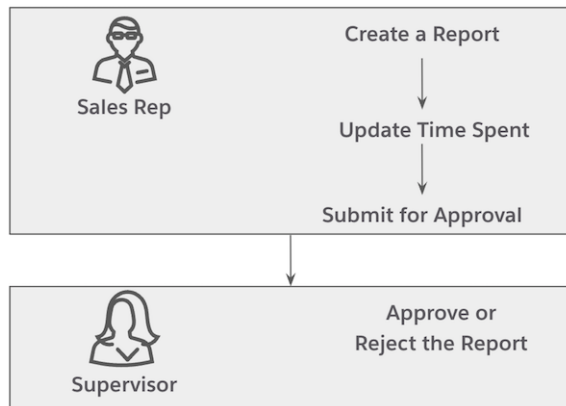 Create a Report
Sales Rep
Update Time Spent
Submit for Approval
Approve or
Reject the Report
Supervisor